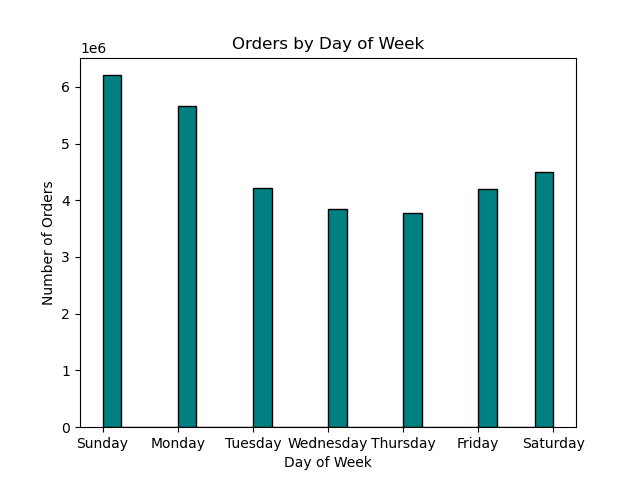 Orders by Day of Week
1e6
6
5
4
3
2
1
0
Number of Orders
Sunday Monday Tuesday Wednesday Thursday Friday Saturday
Day of Week